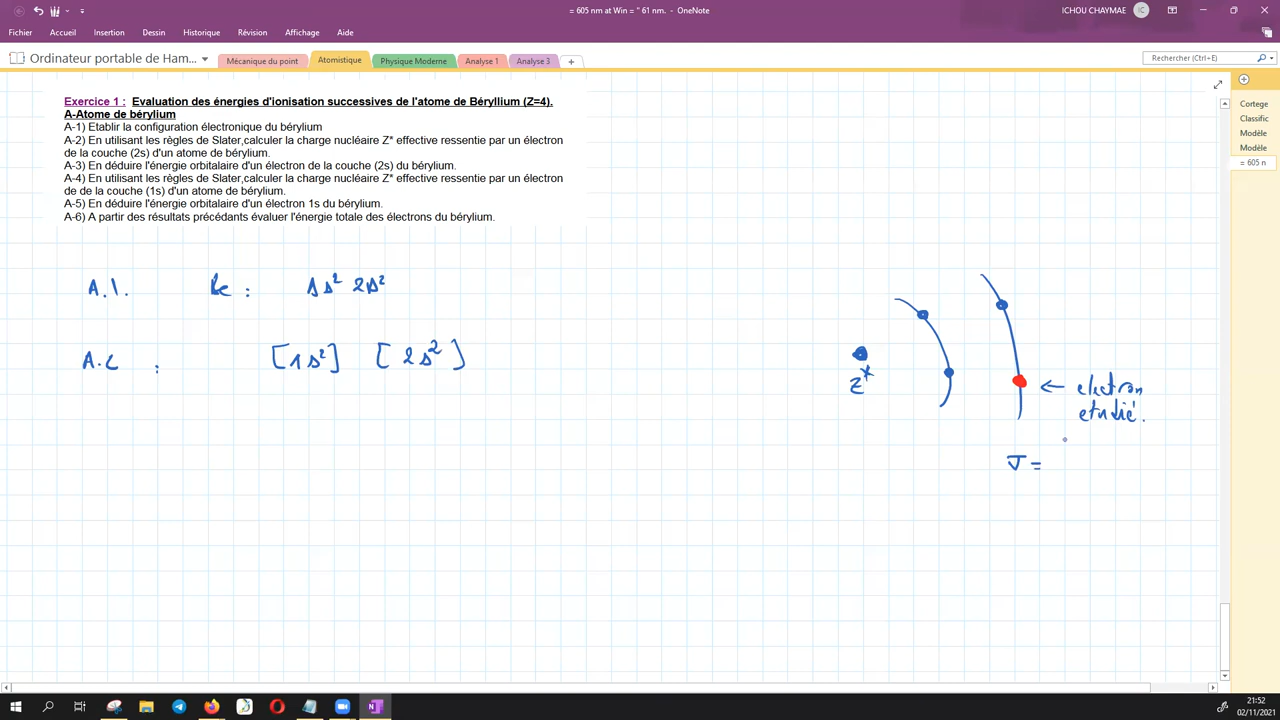 = 605 nm at Win = " 61 nm. - OneNote
ICHOU CHAYMAE
IC
Fichier Accueil Insertion Dessin Historique Révision Affichage Aide
Ordinateur portable de Ham...
Mécanique du point Atomistique Physique Moderne Analyse 1 Analyse 3 +
Rechercher (Ctrl+E)
Exercice 1 : Evaluation des énergies d'ionisation successives de l'atome de Béryllium (Z=4).
A-Atome de bérylium
A-1) Etablir la configuration électronique du bérylium
A-2) En utilisant les règles de Slater,calculer la charge nucléaire Z* effective ressentie par un électron
de la couche (2s) d'un atome de bérylium.
A-3) En déduire l'énergie orbitalaire d'un électron de la couche (2s) du bérylium.
A-4) En utilisant les règles de Slater,calculer la charge nucléaire Z* effective ressentie par un électron
de de la couche (1s) d'un atome de bérylium.
A-5) En déduire l'énergie orbitalaire d'un électron 1s du bérylium.
A-6) A partir des résultats précédants évaluer l'énergie totale des électrons du bérylium.
Cortege
Classific
Modèle
Modèle
= 605 n
A.1. Be : 1s² 2s²
A.2 : [1s²] [2s²]
Z*
← electron
etudié.
σ =
21:52
02/11/2021